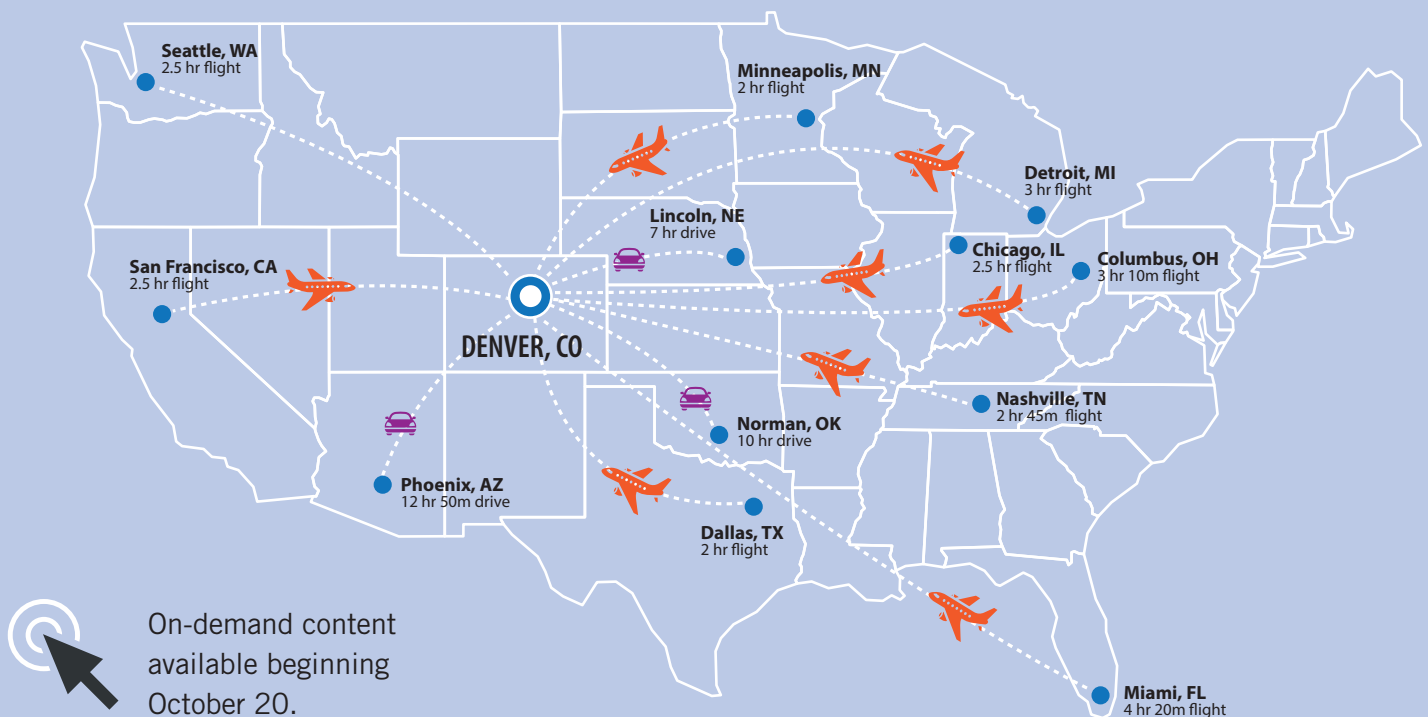 Seattle, WA
2.5 hr flight
Minneapolis, MN
2 hr flight
Detroit, MI
3 hr flight
Lincoln, NE
7 hr drive
Chicago, IL
2.5 hr flight
Columbus, OH
3 hr 10m flight
San Francisco, CA
2.5 hr flight
DENVER, CO
Nashville, TN
2 hr 45m flight
Norman, OK
10 hr drive
Phoenix, AZ
12 hr 50m drive
Dallas, TX
2 hr flight
On-demand content
available beginning
October 20.
Miami, FL
4 hr 20m flight